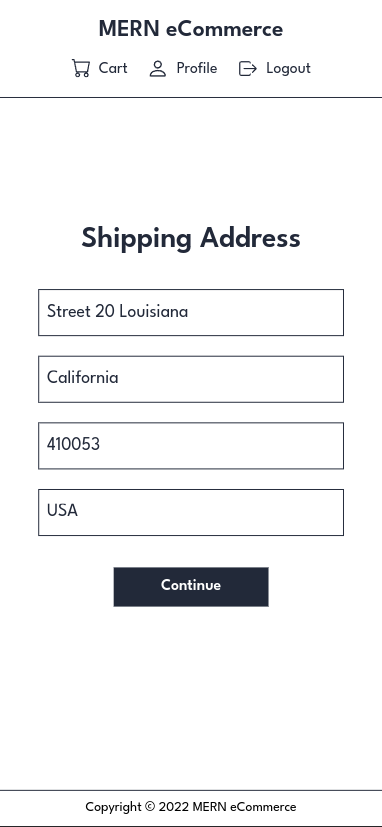 MERN eCommerce
Cart Profile Logout
Shipping Address
Street 20 Louisiana
California
410053
USA
Continue
Copyright © 2022 MERN eCommerce